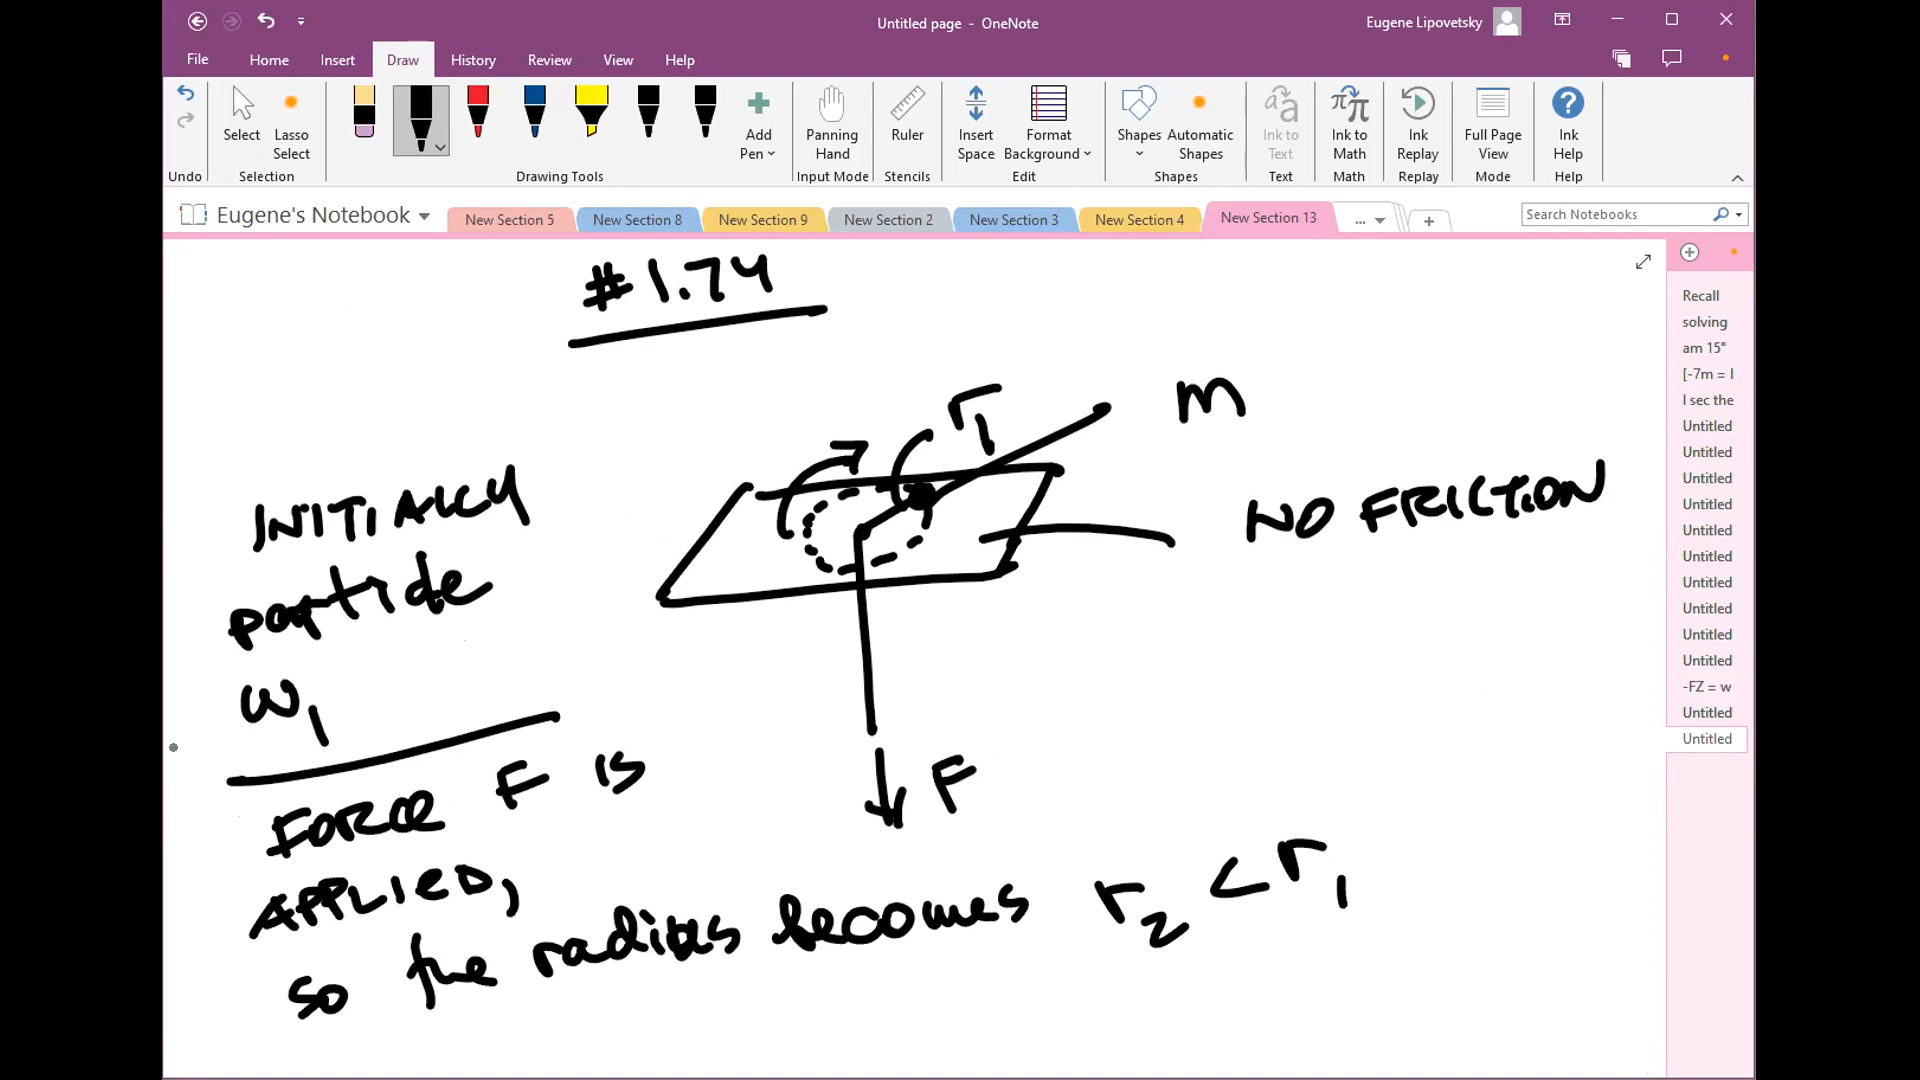 Untitled page - OneNote
Eugene Lipovetsky
File Home Insert Draw History Review View Help
Select
Lasso Select
Add Pen
Panning Hand
Ruler
Insert Space
Format Background
Shapes
Automatic Shapes
Ink to Text
Ink to Math
Ink Replay
Full Page View
Ink Help
Undo Selection Drawing Tools Input Mode Stencils Edit Shapes Text Math Replay Mode Help
Eugene's Notebook
New Section 5 New Section 8 New Section 9 New Section 2 New Section 3 New Section 4 New Section 13 ...
Search Notebooks
#1.74
r1
m
NO FRICTION
INITIALLY
particle
ω1
FORCE F is
APPLIED,
so the radius becomes r2 < r1
F
Recall
solving
am 15°
[-7m = I
I sec the
Untitled
Untitled
Untitled
Untitled
Untitled
Untitled
Untitled
Untitled
Untitled
Untitled
-FZ = w
Untitled
Untitled